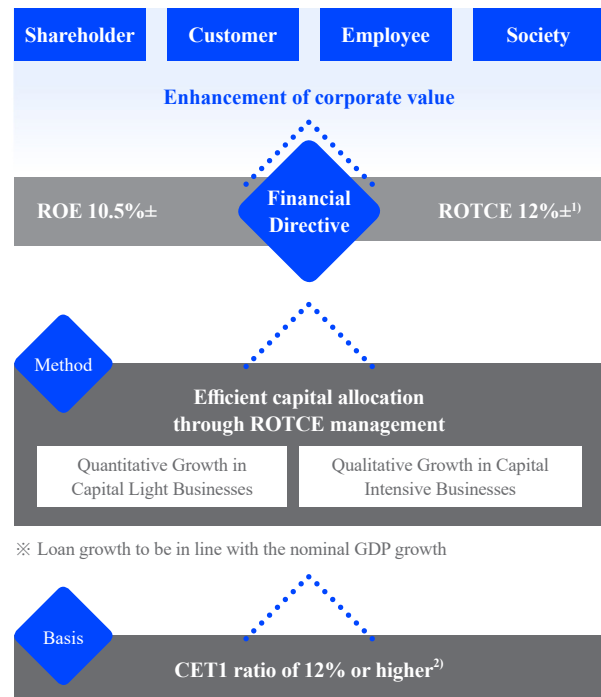 Shareholder
Customer
Employee
Society
Enhancement of corporate value
ROE 10.5%±
Financial
Directive
ROTCE 12%±1)
Method
Efficient capital allocation
through ROTCE management
Quantitative Growth in
Capital Light Businesses
Qualitative Growth in Capital
Intensive Businesses
※ Loan growth to be in line with the nominal GDP growth
Basis
CET1 ratio of 12% or higher2)